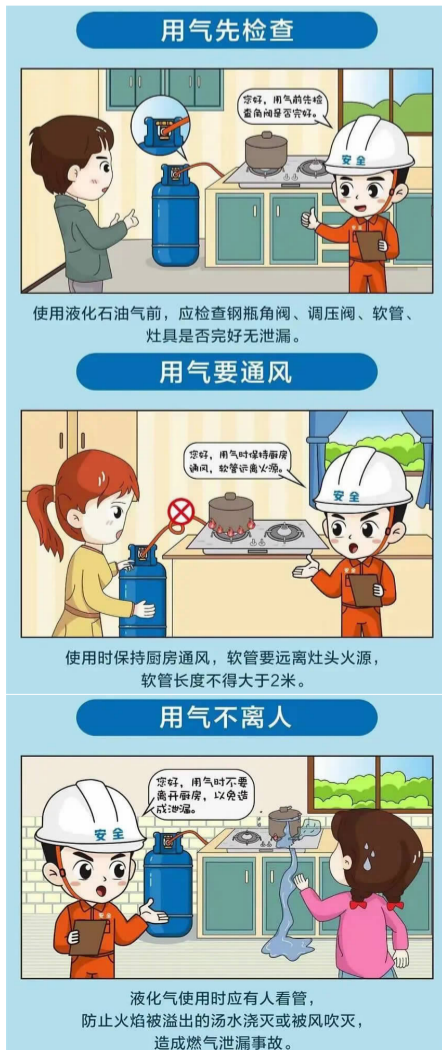 用气先检查
您好，用气前先检
查角阀是否完好。
安全
使用液化石油气前，应检查钢瓶角阀、调压阀、软管、
灶具是否完好无泄漏。
用气要通风
您好，用气时保持厨房
通风，软管远离火源。
安全
使用时保持厨房通风，软管要远离灶头火源，
软管长度不得大于2米。
用气不离人
您好，用气时不要
离开厨房，以免造
成泄漏。
安全
液化气使用时应有人看管，
防止火焰被溢出的汤水浇灭或被风吹灭，
造成燃气泄漏事故。